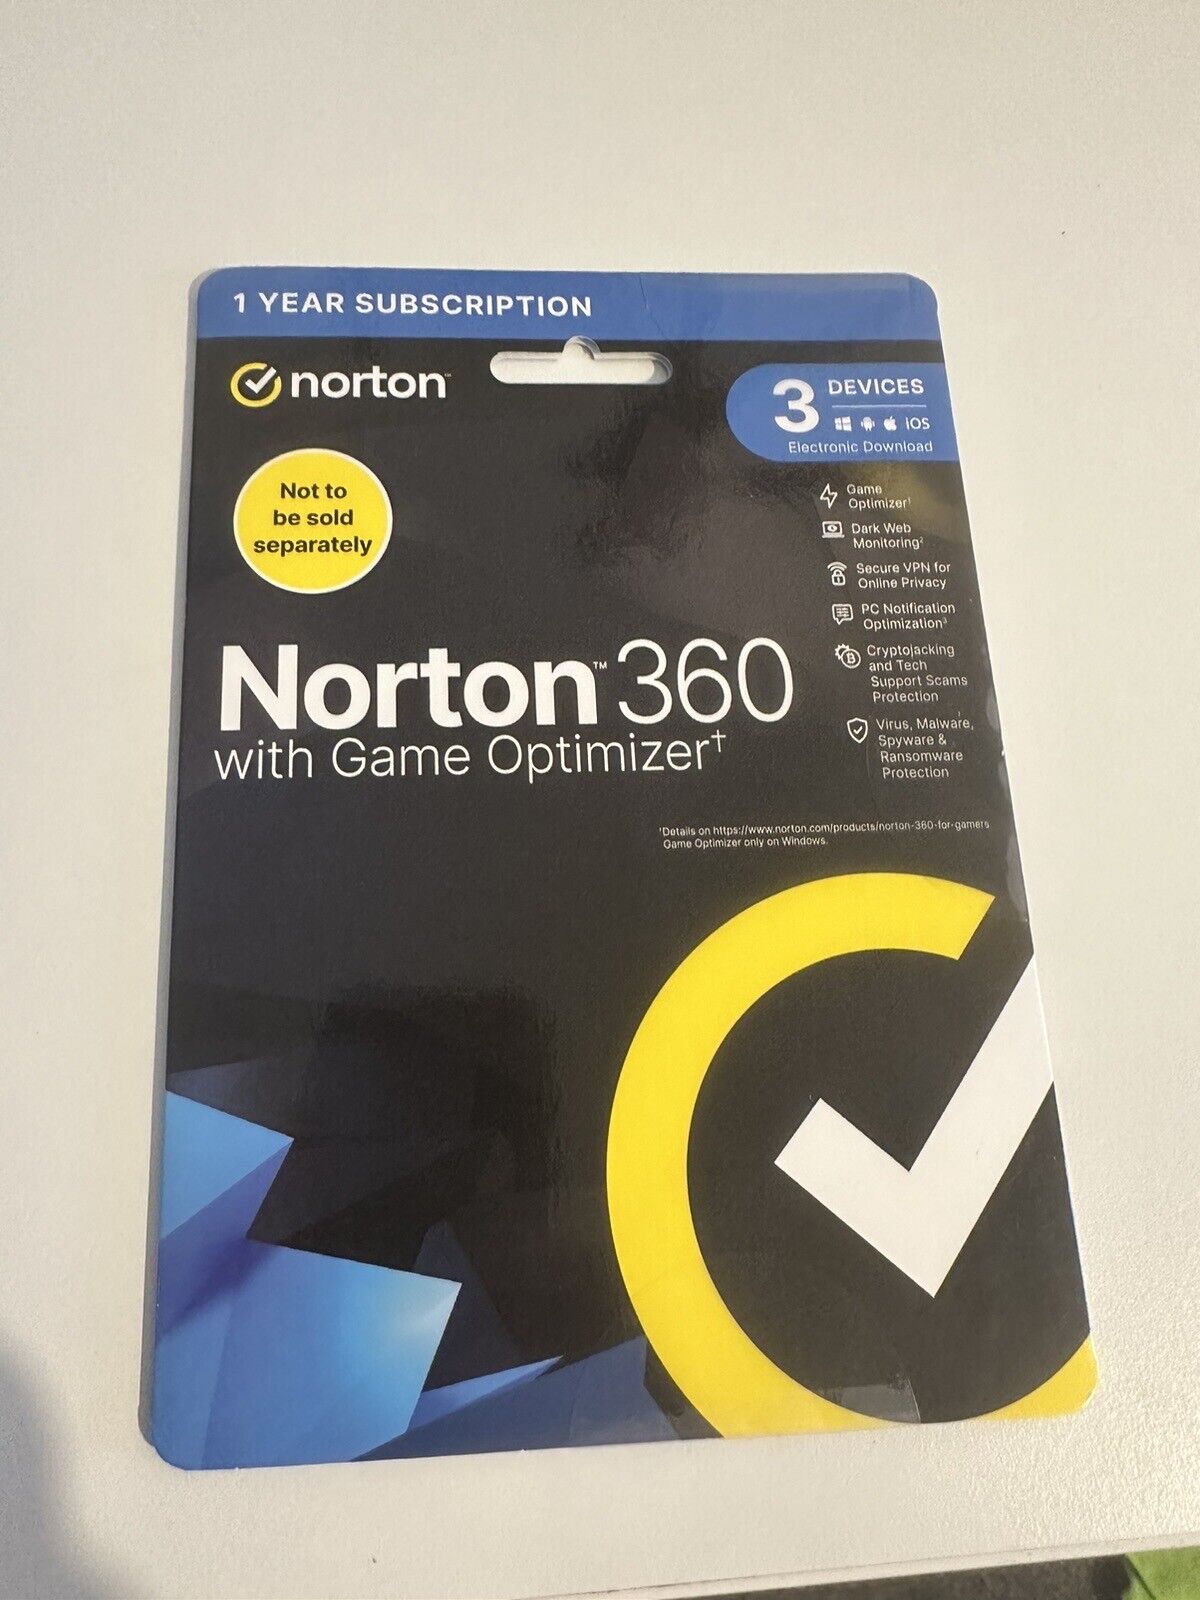 1 YEAR SUBSCRIPTION
norton™
3 DEVICES
iOS
Electronic Download
Not to
be sold
separately
Game
Optimizer¹
Dark Web
Monitoring²
Secure VPN for
Online Privacy
PC Notification
Optimization³
Cryptojacking
and Tech
Support Scams
Protection
Virus, Malware,
Spyware &
Ransomware
Protection
Norton™ 360
with Game Optimizer†
†Details on https://www.norton.com/products/norton-360-for-gamers
Game Optimizer only on Windows.